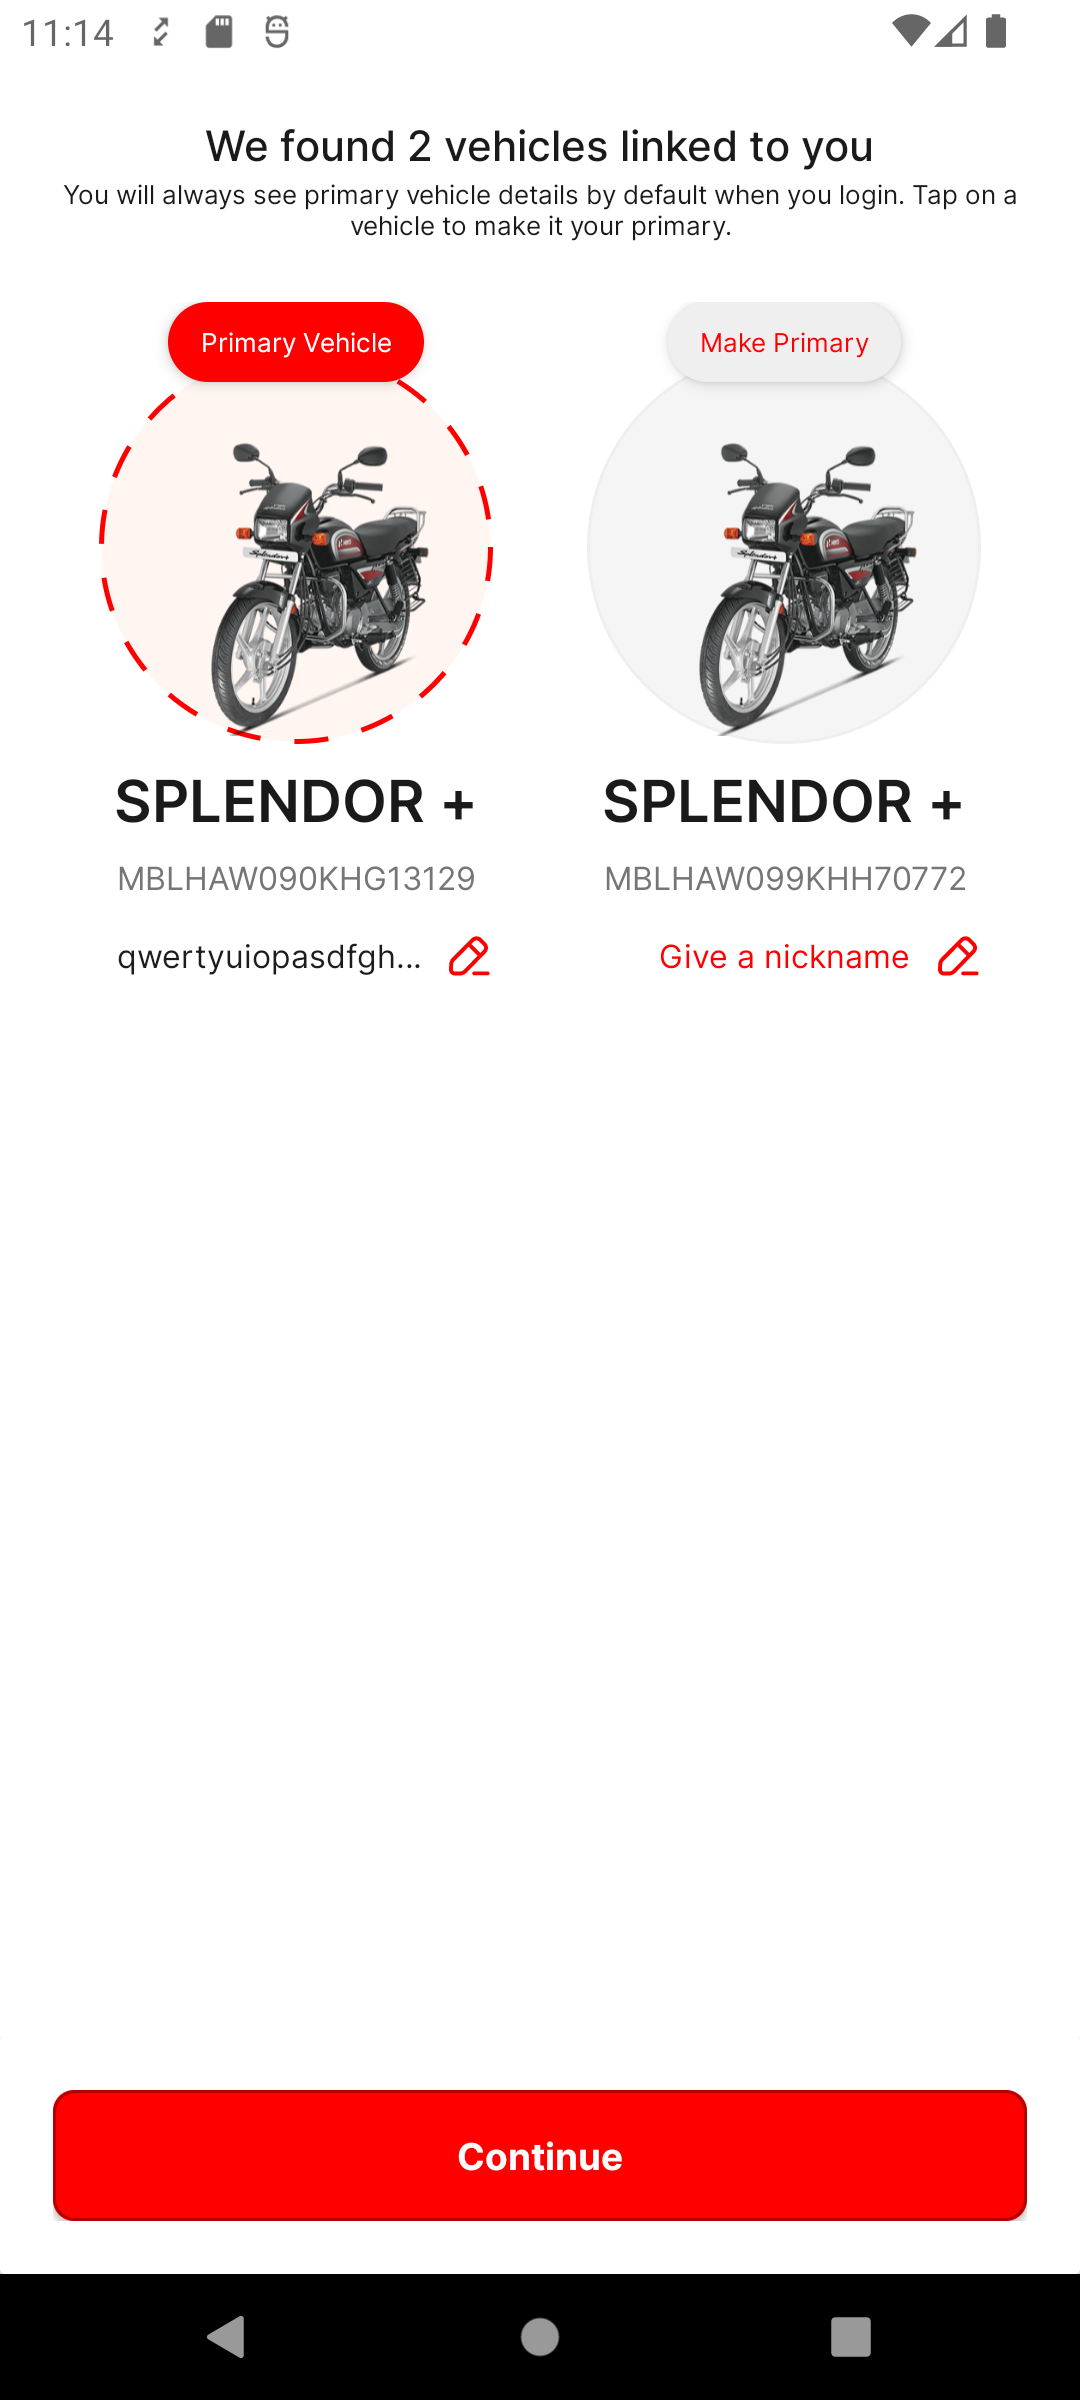 11:14
We found 2 vehicles linked to you
You will always see primary vehicle details by default when you login. Tap on a
vehicle to make it your primary.
Primary Vehicle
Make Primary
Splendor+
Splendor+
SPLENDOR +
SPLENDOR +
MBLHAW090KHG13129
MBLHAW099KHH70772
qwertyuiopasdfgh...
Give a nickname
Continue